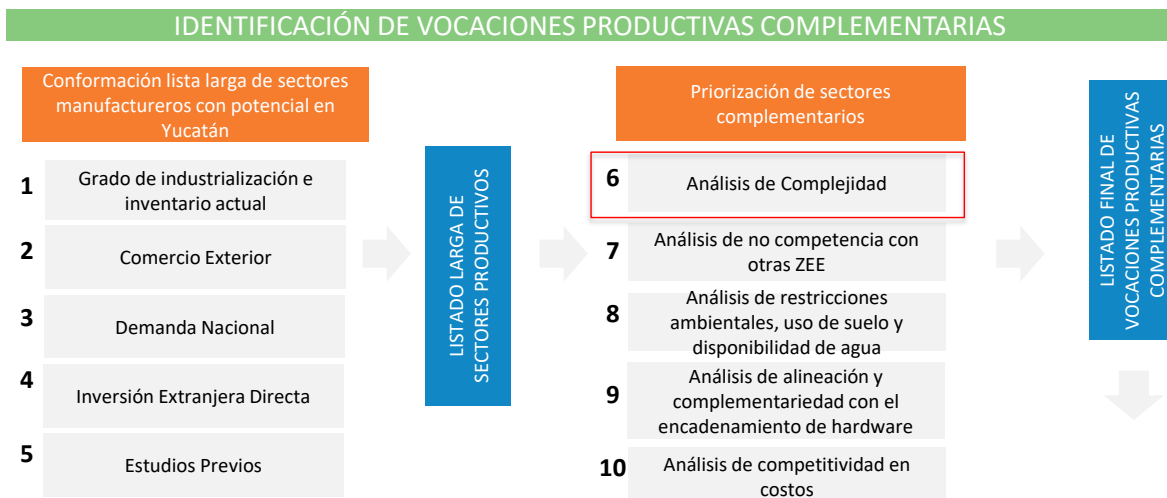 IDENTIFICACIÓN DE VOCACIONES PRODUCTIVAS COMPLEMENTARIAS
Conformación lista larga de sectores
manufactureros con potencial en
Yucatán
1
Grado de industrialización e
inventario actual
2
Comercio Exterior
3
Demanda Nacional
4
Inversión Extranjera Directa
5
Estudios Previos
LISTADO LARGA DE
SECTORES PRODUCTIVOS
Priorización de sectores
complementarios
6
Análisis de Complejidad
7
Análisis de no competencia con
otras ZEE
8
Análisis de restricciones
ambientales, uso de suelo y
disponibilidad de agua
9
Análisis de alineación y
complementariedad con el
encadenamiento de hardware
10
Análisis de competitividad en
costos
LISTADO FINAL DE
VOCACIONES PRODUCTIVAS
COMPLEMENTARIAS